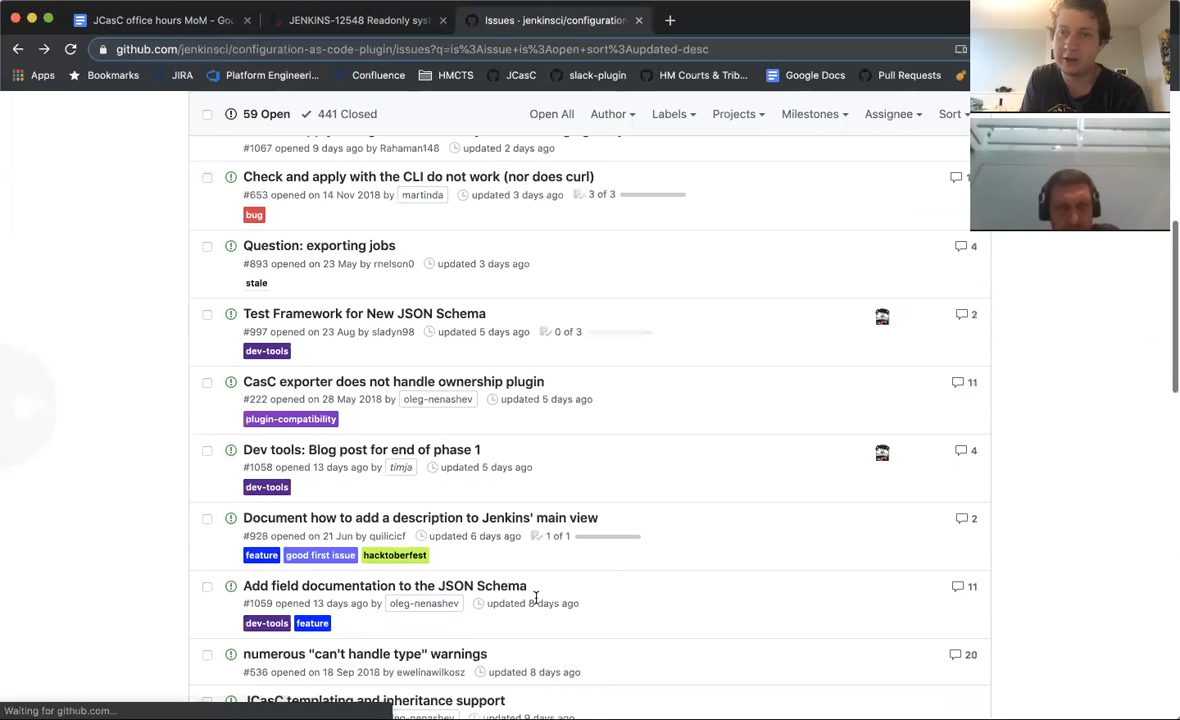 JCasC office hours MoM - Go
JENKINS-12548 Readonly sys
Issues · jenkinsci/configuration
github.com/jenkinsci/configuration-as-code-plugin/issues?q=is%3Aissue+is%3Aopen+sort%3Aupdated-desc
Apps
Bookmarks
JIRA
Platform Engineeri...
Confluence
HMCTS
JCasC
slack-plugin
HM Courts & Trib...
Google Docs
Pull Requests
59 Open
441 Closed
Open All
Author
Labels
Projects
Milestones
Assignee
Sort
#1067 opened 9 days ago by Rahaman148 updated 2 days ago
Check and apply with the CLI do not work (nor does curl)
#653 opened on 14 Nov 2018 by martinda updated 3 days ago 3 of 3
bug
Question: exporting jobs
4
#893 opened on 23 May by rnelson0 updated 3 days ago
stale
Test Framework for New JSON Schema
2
#997 opened on 23 Aug by sladyn98 updated 5 days ago 0 of 3
dev-tools
CasC exporter does not handle ownership plugin
11
#222 opened on 28 May 2018 by oleg-nenashev updated 5 days ago
plugin-compatibility
Dev tools: Blog post for end of phase 1
4
#1058 opened 13 days ago by timja updated 5 days ago
dev-tools
Document how to add a description to Jenkins' main view
2
#928 opened on 21 Jun by quilicicf updated 6 days ago 1 of 1
feature good first issue hacktoberfest
Add field documentation to the JSON Schema
11
#1059 opened 13 days ago by oleg-nenashev updated 8 days ago
dev-tools feature
numerous "can't handle type" warnings
20
#536 opened on 18 Sep 2018 by ewelinawilkosz updated 8 days ago
JCasC templating and inheritance support
eg-nenashev updated 9 days ago
Waiting for github.com...